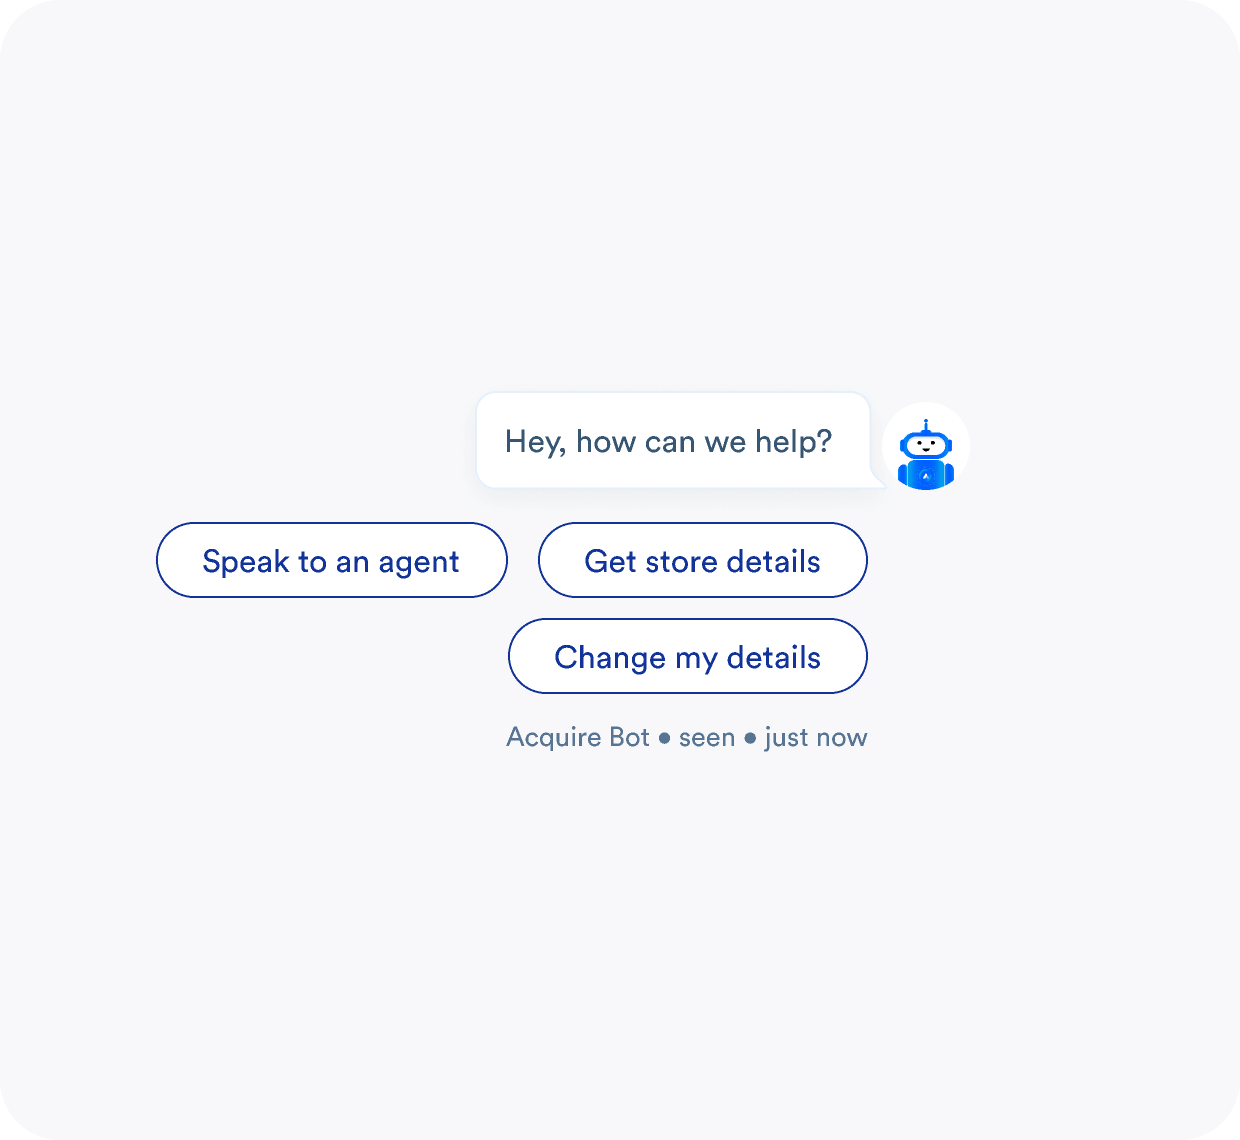 Hey, how can we help?
Speak to an agent
Get store details
Change my details
Acquire Bot • seen • just now